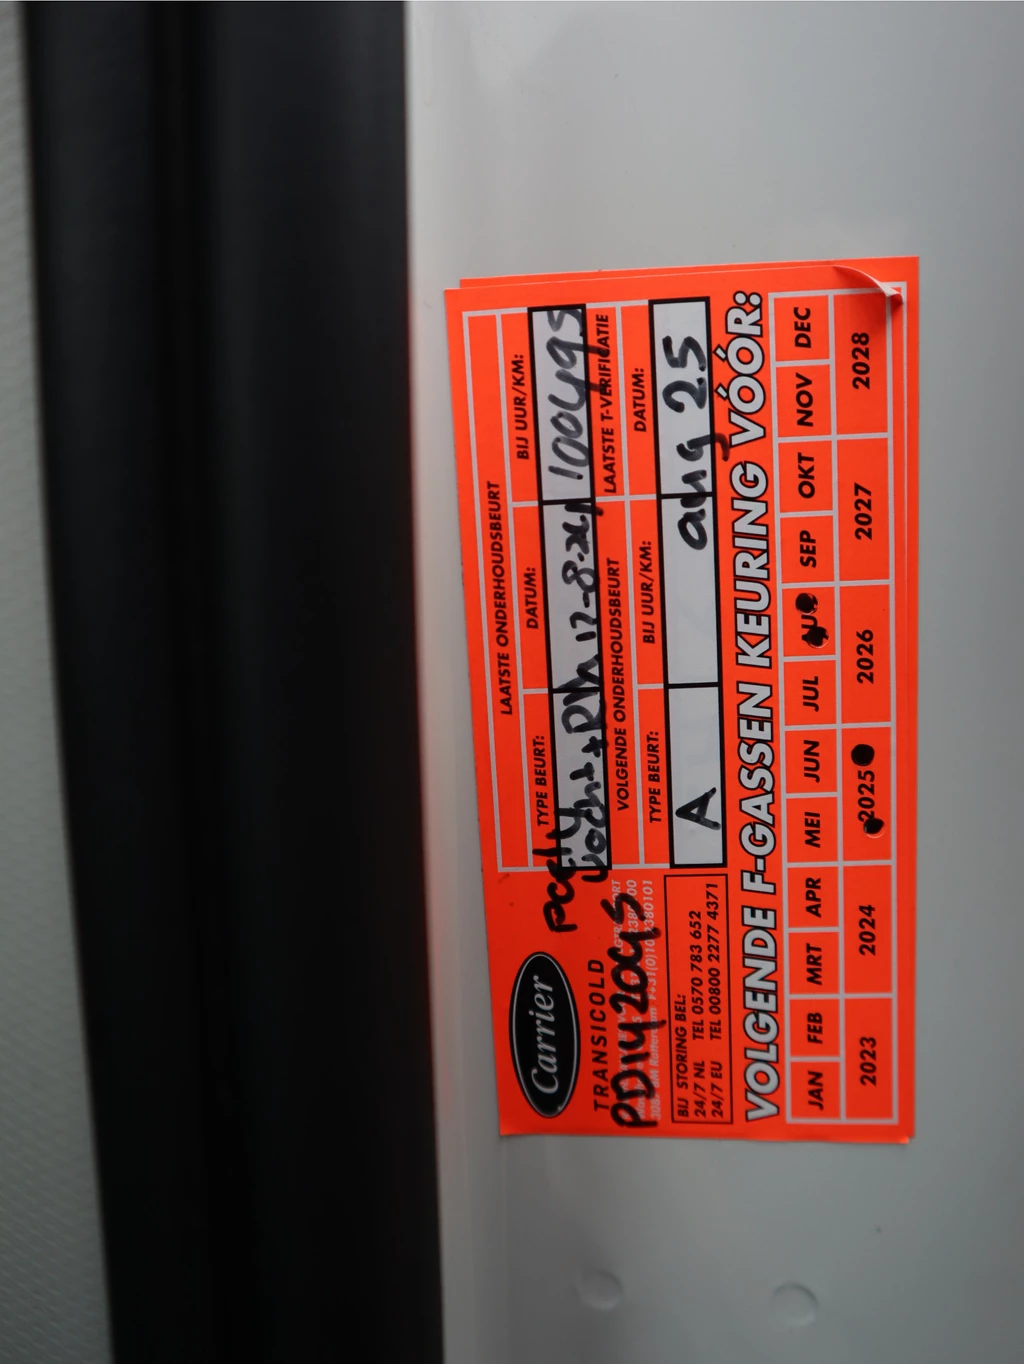 Carrier
TRANSICOLD
PD1142045
BIJ STORING BEL:
24/7 NL TEL 0570 783 652
24/7 EU TEL 00800 2277 4371
LAATSTE ONDERHOUDSBEURT
TYPE BEURT: DATUM: BIJ UUR/KM:
12-8-24 100495
VOLGENDE ONDERHOUDSBEURT LAATSTE T-VERIFICATIE
TYPE BEURT: BIJ UUR/KM: DATUM:
A aug 25
VOLGENDE F-GASSEN KEURING VÓÓR:
JAN FEB MRT APR MEI JUN JUL AUG SEP OKT NOV DEC
2023 2024 2025 2026 2027 2028